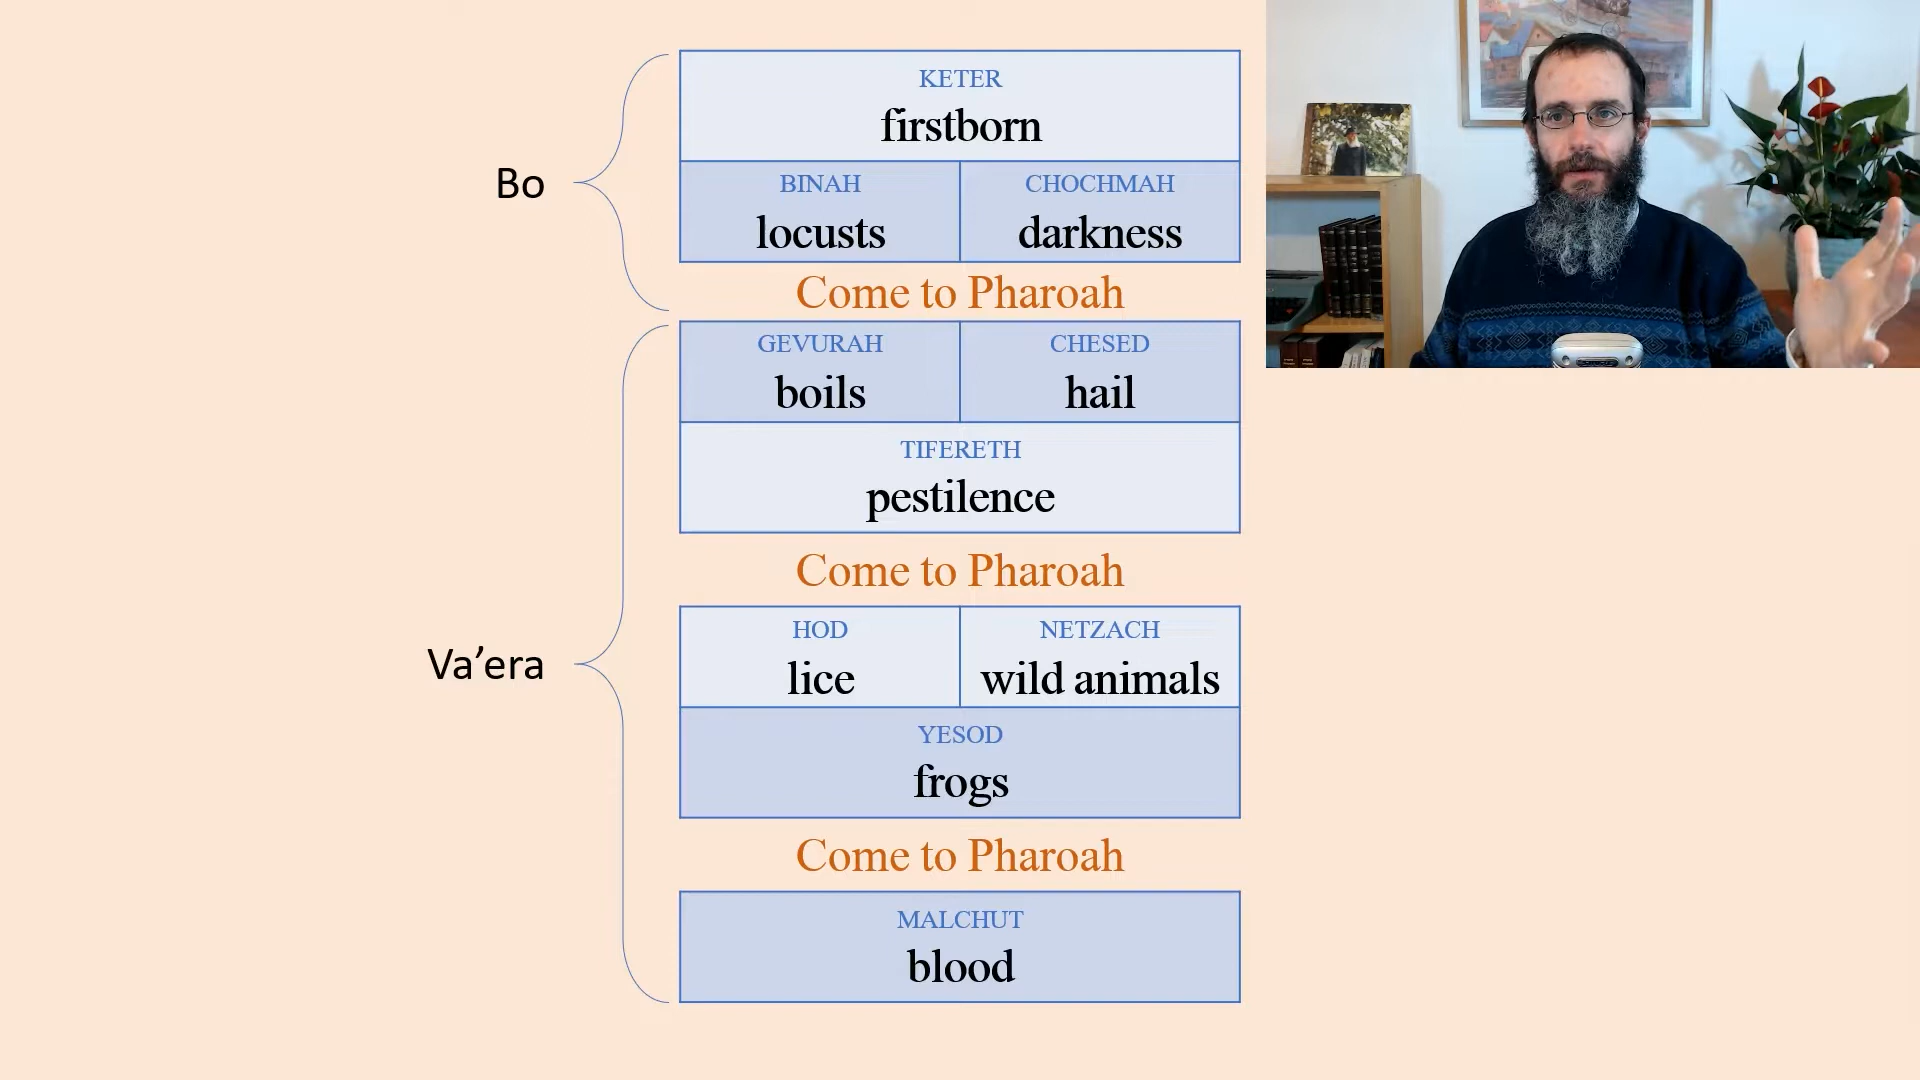 Bo
KETER
firstborn
BINAH
locusts
CHOCHMAH
darkness
Come to Pharoah
Va’era
GEVURAH
boils
CHESED
hail
TIFERETH
pestilence
Come to Pharoah
HOD
lice
NETZACH
wild animals
YESOD
frogs
Come to Pharoah
MALCHUT
blood